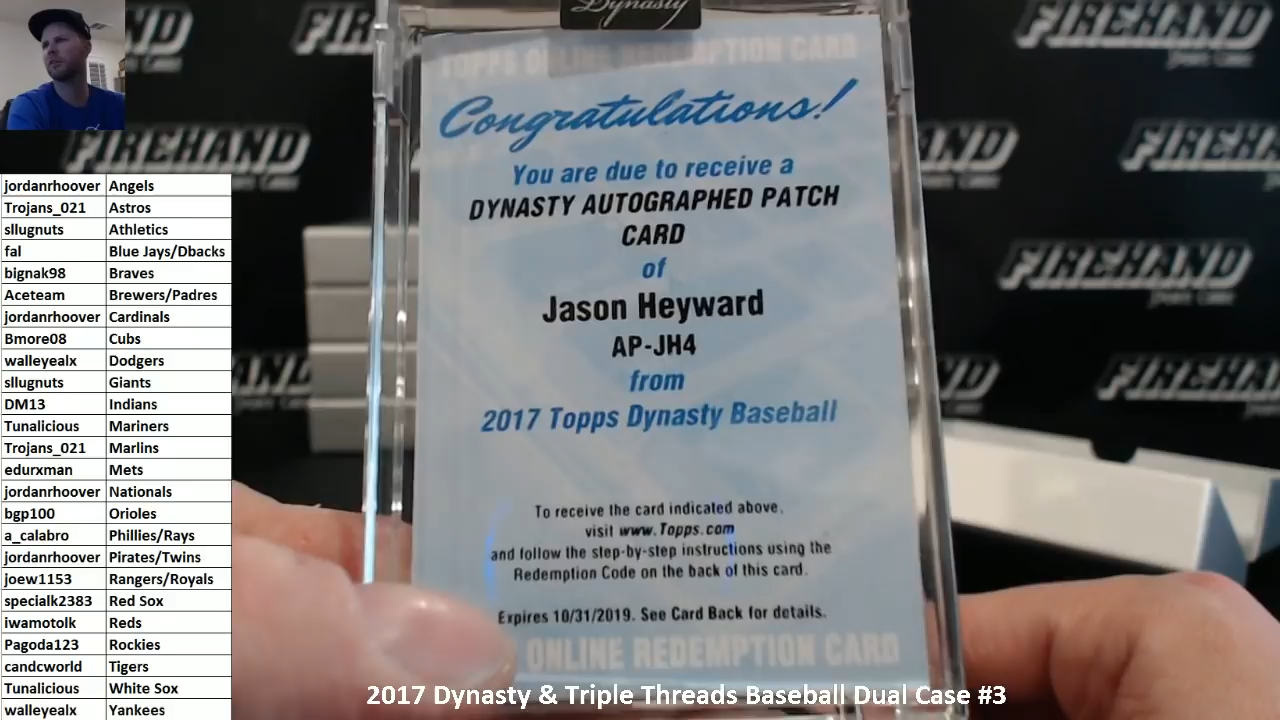 Dynasty
TOPPS ONLINE REDEMPTION CARD
Congratulations!
You are due to receive a
DYNASTY AUTOGRAPHED PATCH
CARD
of
Jason Heyward
AP-JH4
from
2017 Topps Dynasty Baseball
To receive the card indicated above,
visit www.Topps.com
and follow the step-by-step instructions using the
Redemption Code on the back of this card.
Expires 10/31/2019. See Card Back for details.
ONLINE REDEMPTION CARD
2017 Dynasty & Triple Threads Baseball Dual Case #3
jordanrhoover Angels
Trojans_021 Astros
sllugnuts Athletics
fal Blue Jays/Dbacks
bignak98 Braves
Aceteam Brewers/Padres
jordanrhoover Cardinals
Bmore08 Cubs
walleyealx Dodgers
sllugnuts Giants
DM13 Indians
Tunalicious Mariners
Trojans_021 Marlins
edurxman Mets
jordanrhoover Nationals
bgp100 Orioles
a_calabro Phillies/Rays
jordanrhoover Pirates/Twins
joew1153 Rangers/Royals
specialk2383 Red Sox
iwamotolk Reds
Pagoda123 Rockies
candcworld Tigers
Tunalicious White Sox
walleyealx Yankees
FIREHAND
FIREHAND
FIREHAND
FIREHAND
FIREHAND